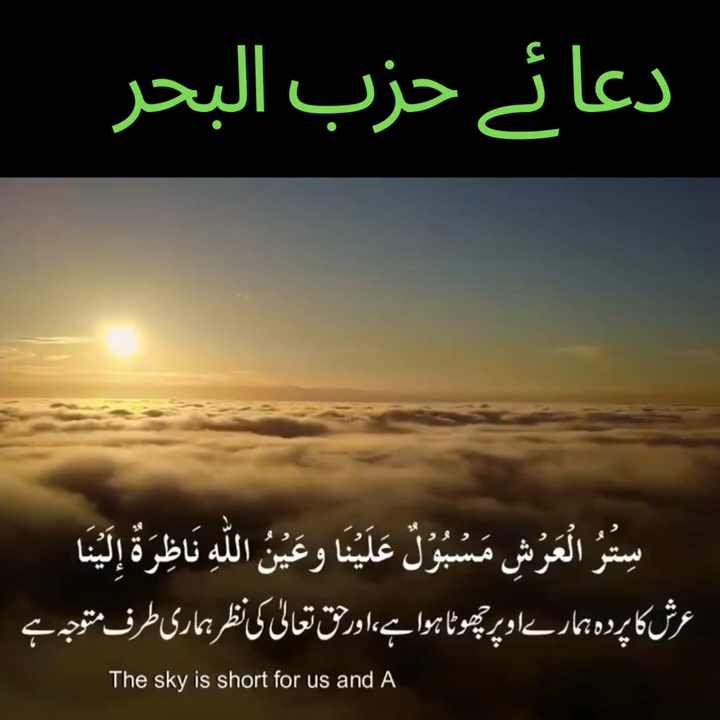 دعائے حزب البحر
سِتْرُ الْعَرْشِ مَسْبُوْلٌ عَلَيْنَا وعَيْنُ اللّٰهِ نَاظِرَةٌ إِلَيْنَا
عرش کا پردہ ہمارے اوپر چھوٹا ہوا ہے، اور حق تعالیٰ کی نظر ہماری طرف متوجہ ہے
The sky is short for us and A